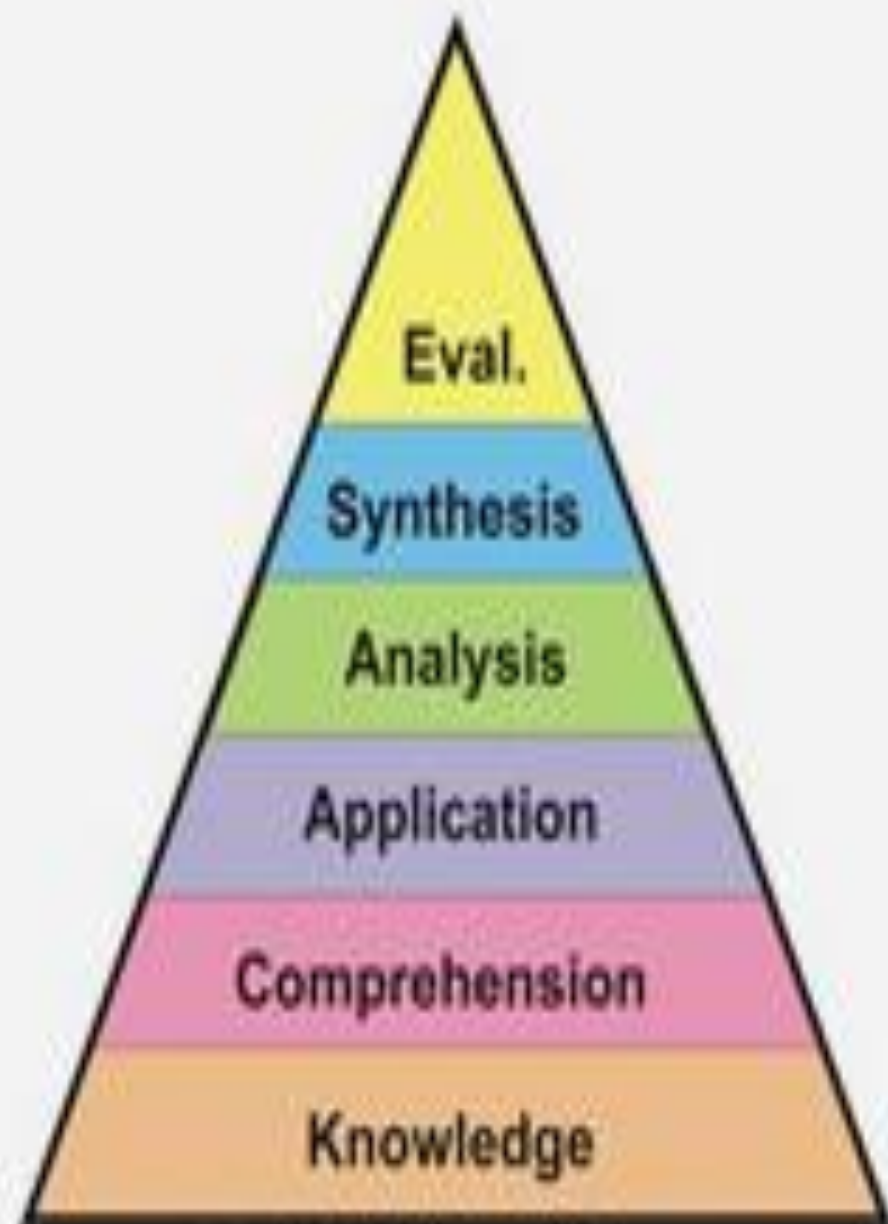 Eval.
Synthesis
Analysis
Application
Comprehension
Knowledge